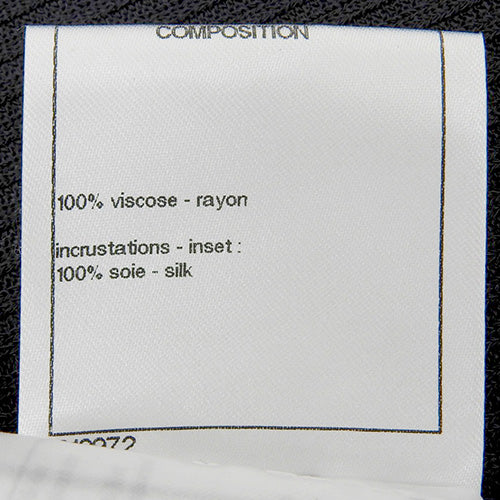 COMPOSITION
100% viscose - rayon
incrustations - inset :
100% soie - silk